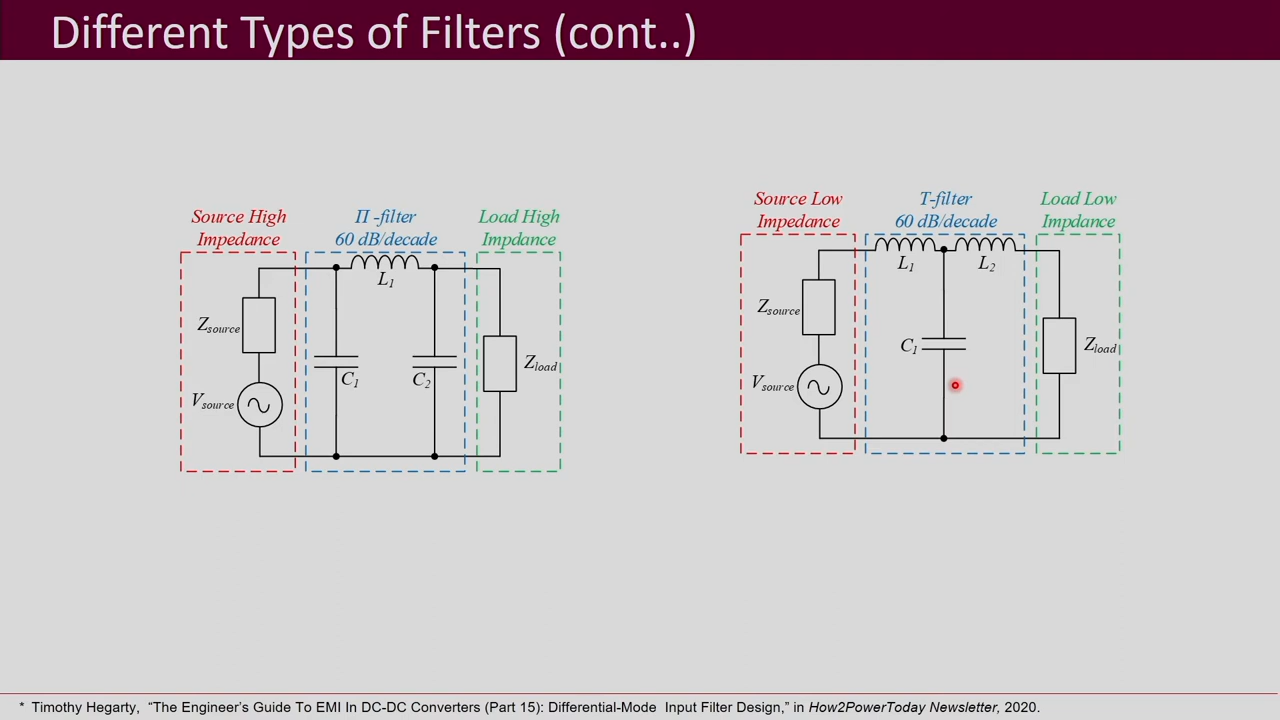 Different Types of Filters (cont..)
Source High
Impedance
Π -filter
60 dB/decade
Load High
Impdance
L1
Zsource
C1
C2
Zload
Vsource
Source Low
Impedance
T-filter
60 dB/decade
Load Low
Impdance
L1
L2
Zsource
C1
Zload
Vsource
* Timothy Hegarty, “The Engineer’s Guide To EMI In DC-DC Converters (Part 15): Differential-Mode Input Filter Design,” in How2PowerToday Newsletter, 2020.